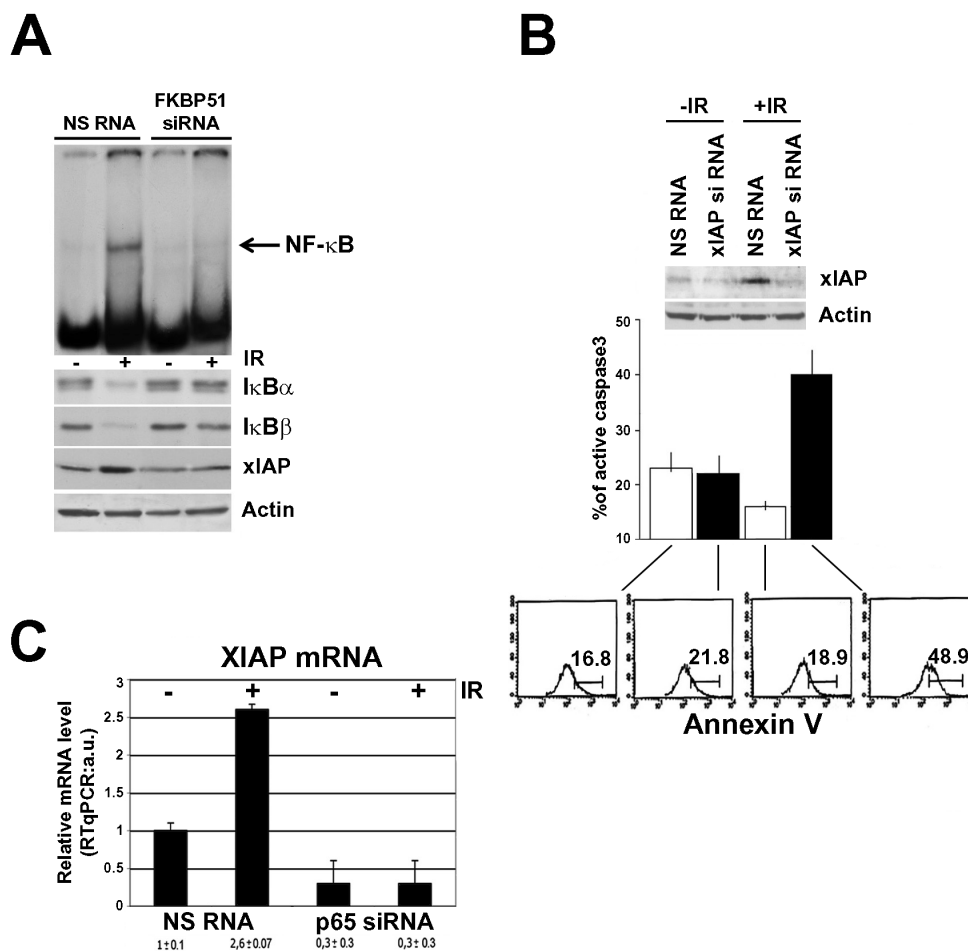 A
FKBP51
NS RNA siRNA
NF-κB
- + - + IR
IκBα
IκBβ
xIAP
Actin
B
-IR +IR
NS RNA
xIAP si RNA
NS RNA
xIAP si RNA
xIAP
Actin
%of active caspase3
50
40
30
20
10
16.8 21.8 18.9 48.9
Annexin V
C
XIAP mRNA
- + - + IR
Relative mRNA level
(RTqPCR:a.u.)
3
2.5
2
1.5
1
0.5
0
NS RNA p65 siRNA
1±0.1 2,6±0.07 0,3±0.3 0,3±0.3